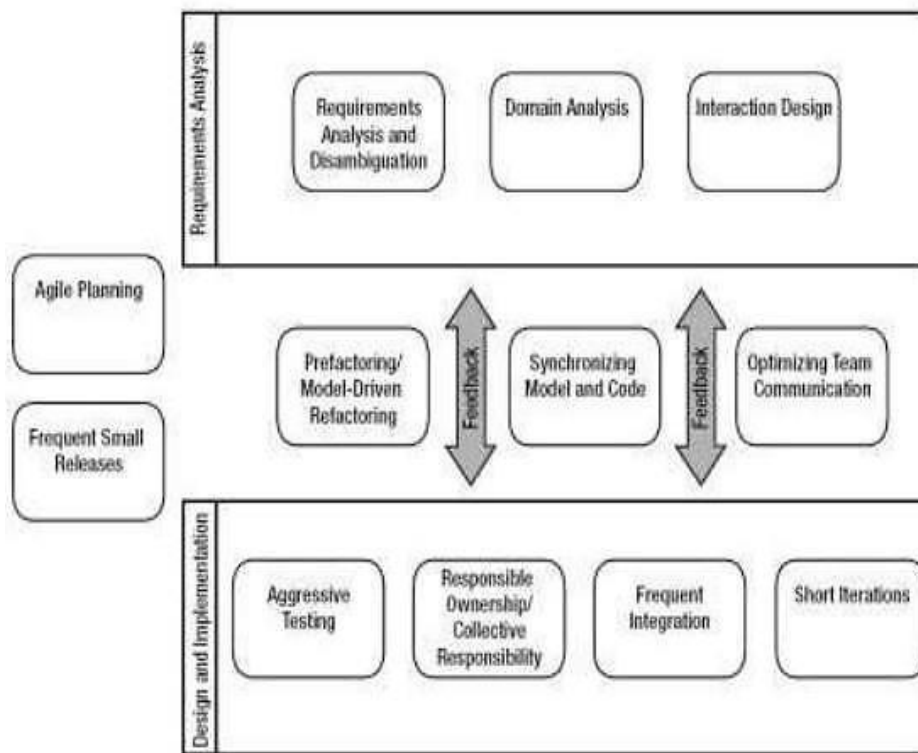 Requirements Analysis
Requirements
Analysis and
Disambiguation
Domain Analysis
Interaction Design
Agile Planning
Frequent Small
Releases
Prefactoring/
Model-Driven
Refactoring
Feedback
Synchronizing
Model and Code
Feedback
Optimizing Team
Communication
Design and Implementation
Aggressive
Testing
Responsible
Ownership/
Collective
Responsibility
Frequent
Integration
Short Iterations